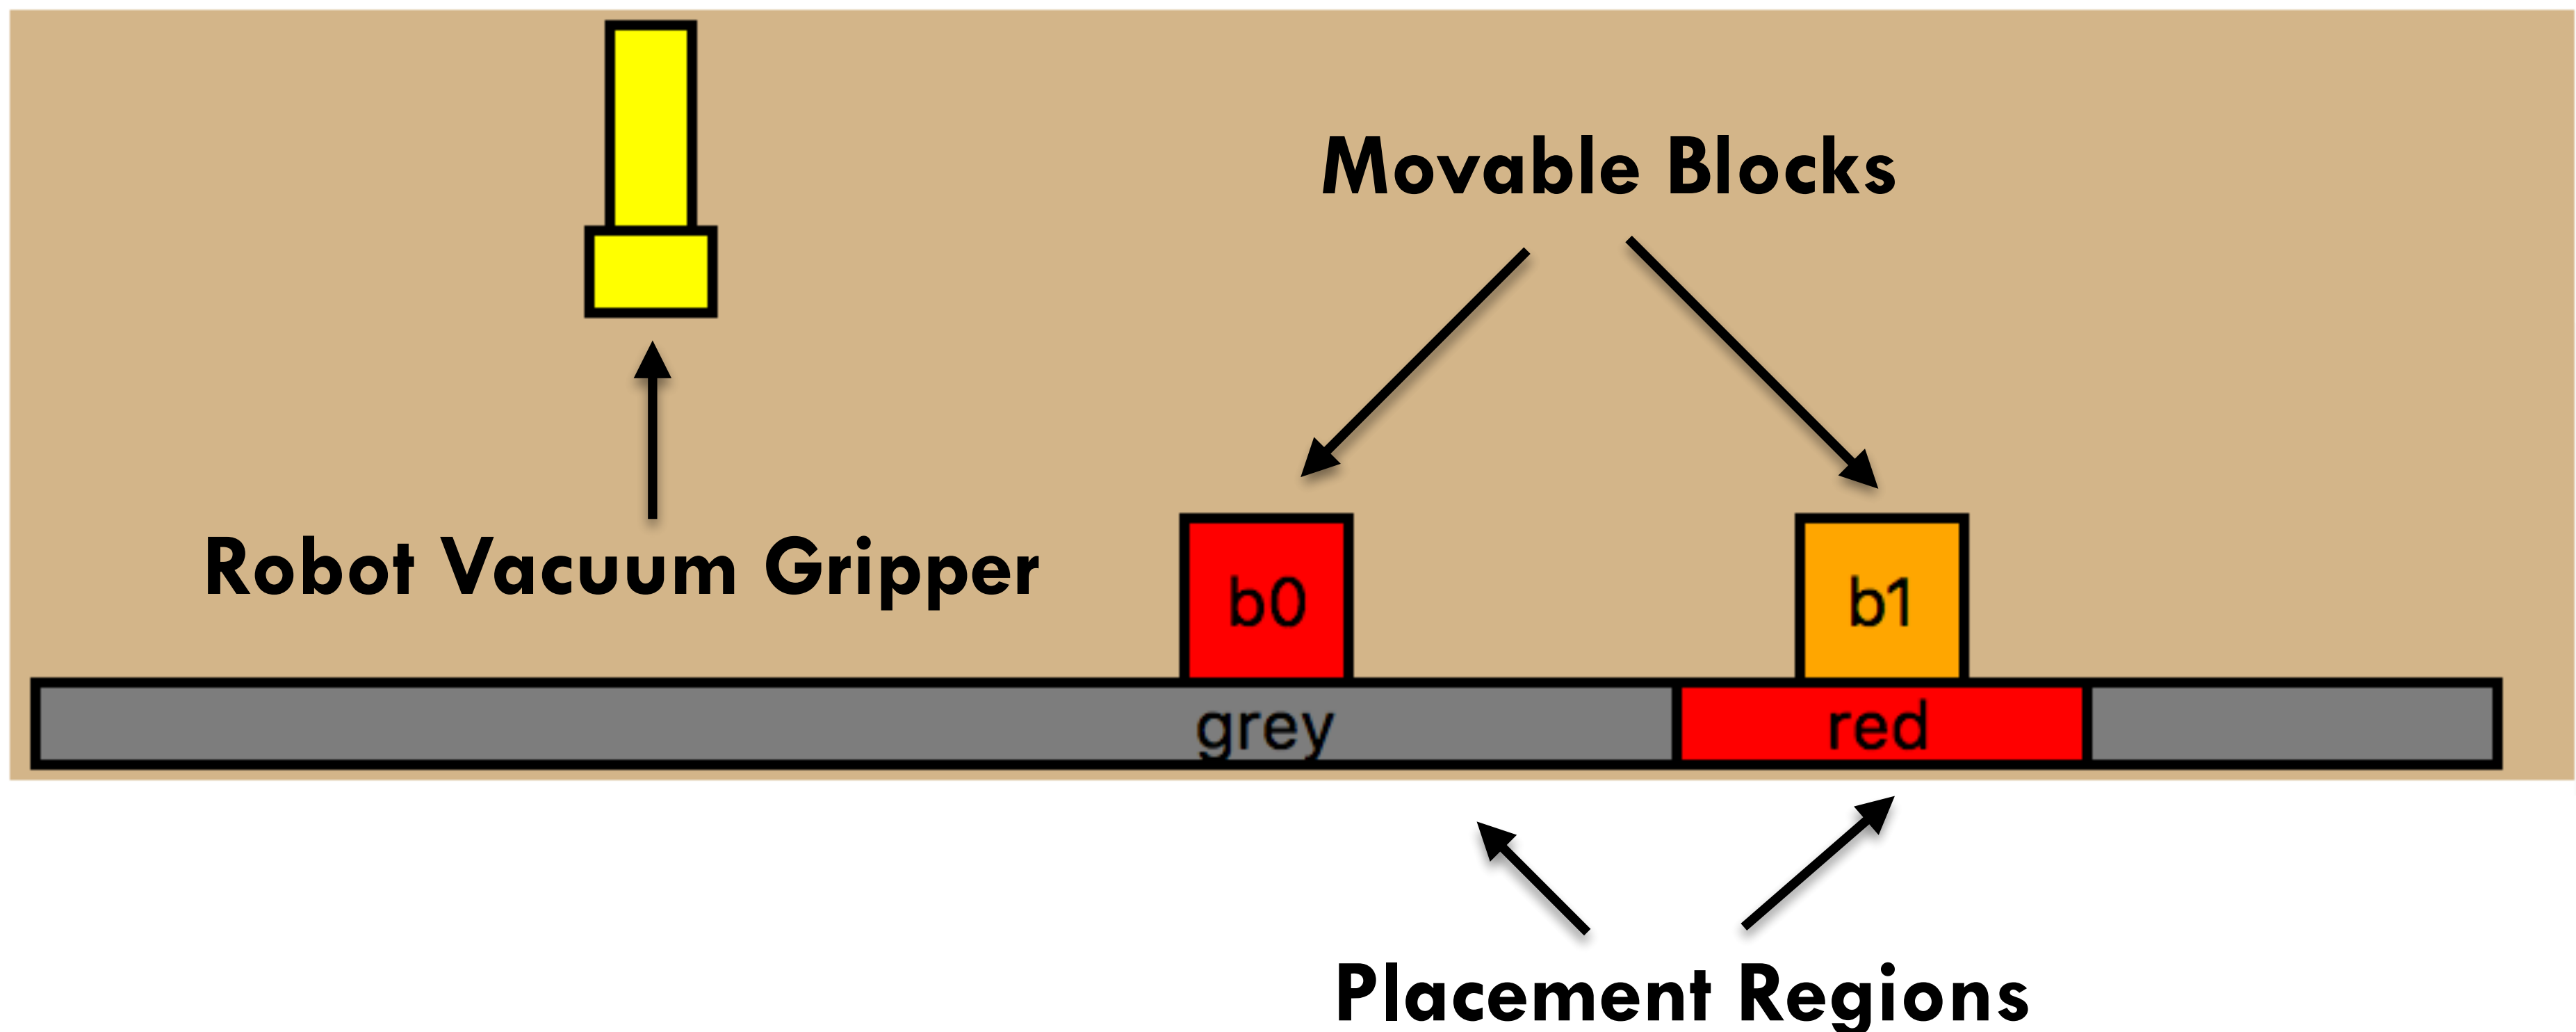 Movable Blocks
Robot Vacuum Gripper
b0
b1
grey
red
Placement Regions